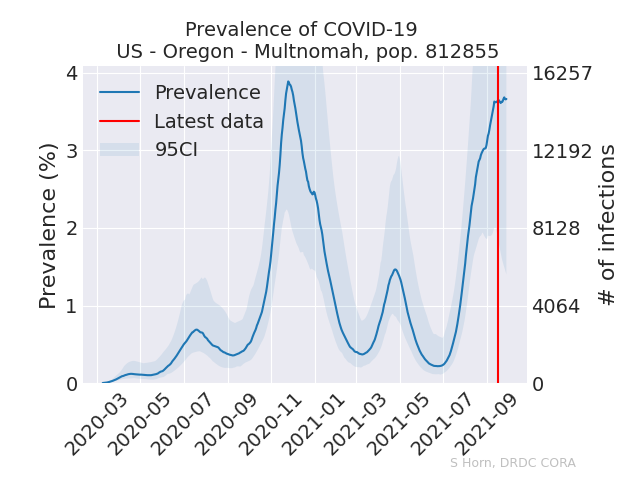 Prevalence of COVID-19
US - Oregon - Multnomah, pop. 812855
Prevalence (%)
4
3
2
1
0
Prevalence
Latest data
95CI
16257
12192
8128
4064
0
# of infections
2020-03
2020-05
2020-07
2020-09
2020-11
2021-01
2021-03
2021-05
2021-07
2021-09
S Horn, DRDC CORA